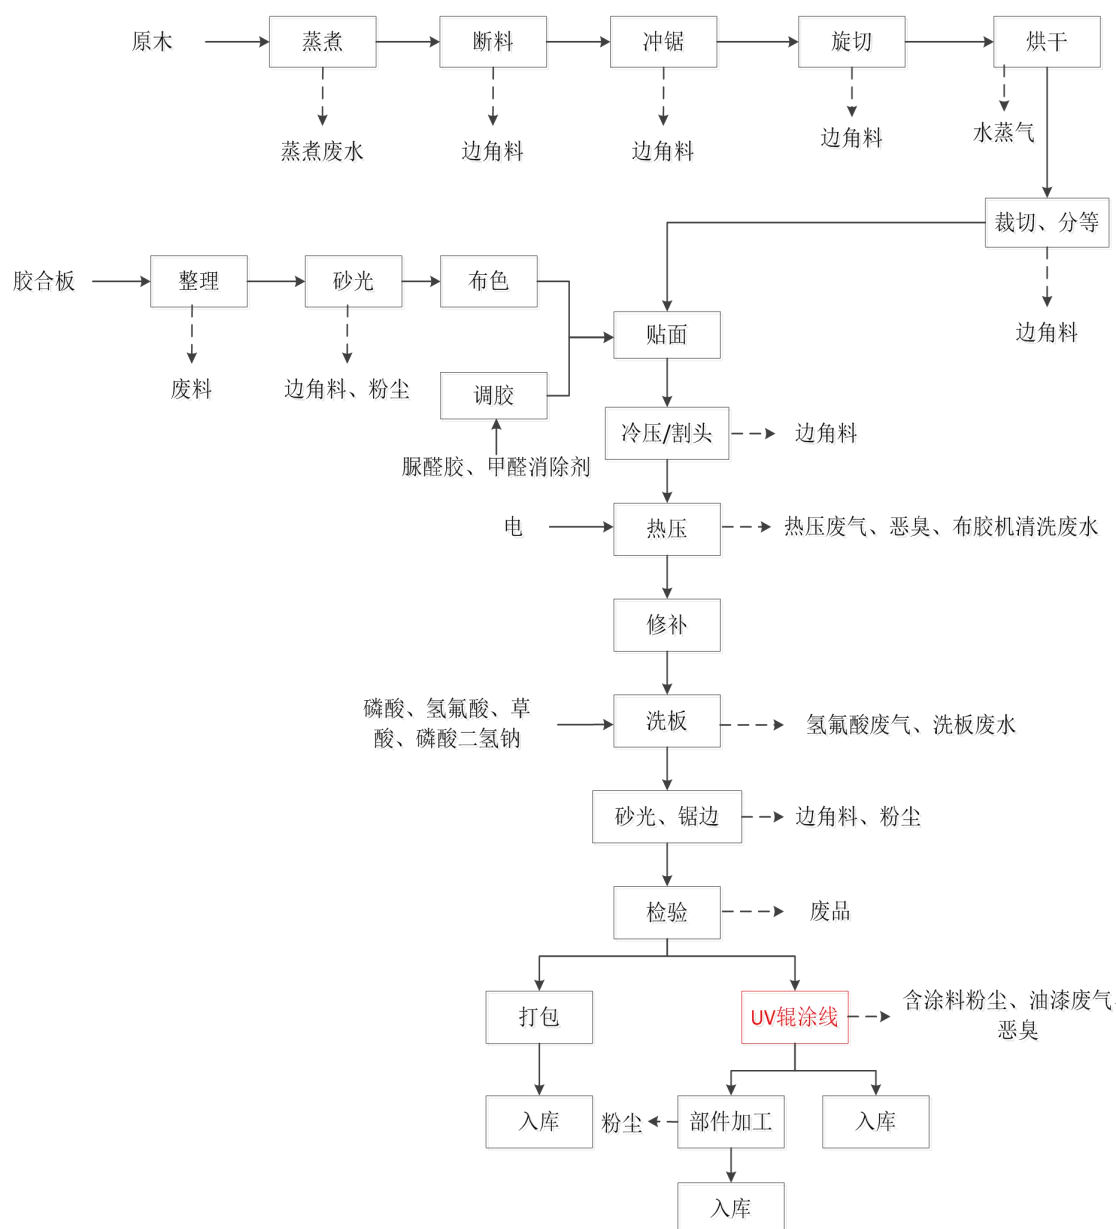 原木
蒸煮
断料
冲锯
旋切
烘干
蒸煮废水
边角料
边角料
边角料
水蒸气
裁切、分等
胶合板
整理
砂光
布色
贴面
边角料
废料
边角料、粉尘
调胶
冷压/割头
边角料
脲醛胶、甲醛消除剂
电
热压
热压废气、恶臭、布胶机清洗废水
修补
磷酸、氢氟酸、草
酸、磷酸二氢钠
洗板
氢氟酸废气、洗板废水
砂光、锯边
边角料、粉尘
检验
废品
打包
UV辊涂线
含涂料粉尘、油漆废气、
恶臭
入库
粉尘
部件加工
入库
入库